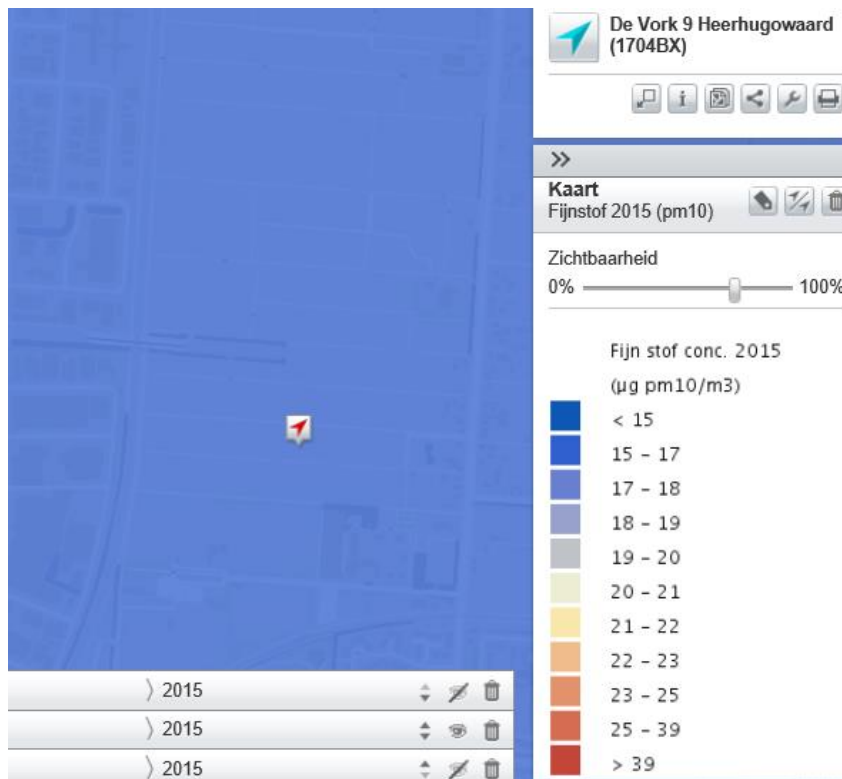 De Vork 9 Heerhugowaard
(1704BX)
Kaart
Fijnstof 2015 (pm10)
Zichtbaarheid
0% 100%
Fijn stof conc. 2015
(µg pm10/m3)
< 15
15 – 17
17 – 18
18 – 19
19 – 20
20 – 21
21 – 22
22 – 23
23 – 25
25 – 39
> 39
2015
2015
2015